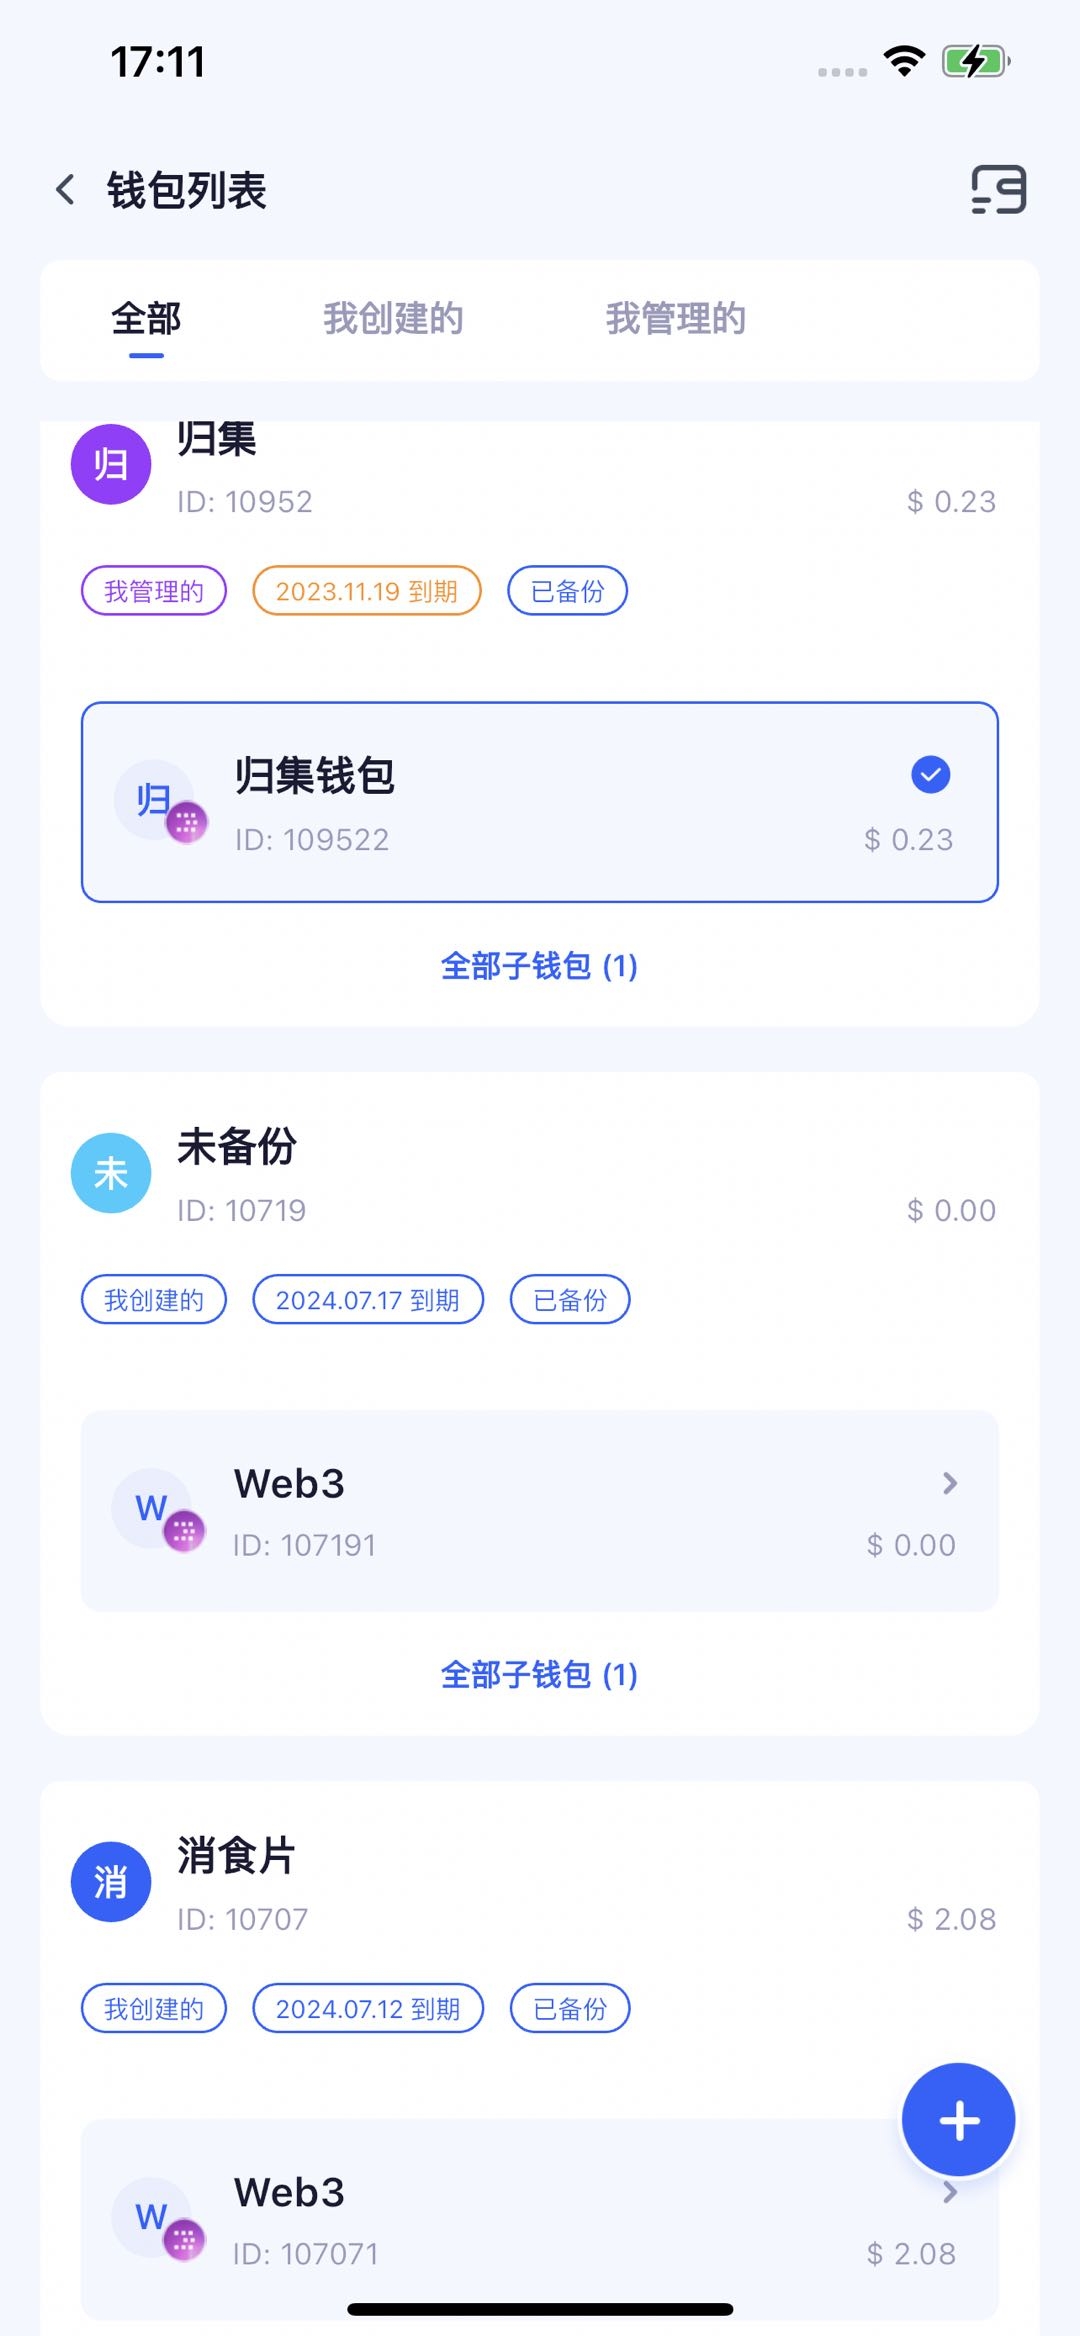 17:11
钱包列表
全部 我创建的 我管理的
归 归集
ID: 10952 $ 0.23
我管理的 2023.11.19 到期 已备份
归 归集钱包
ID: 109522 $ 0.23
全部子钱包 (1)
未 未备份
ID: 10719 $ 0.00
我创建的 2024.07.17 到期 已备份
W Web3
ID: 107191 $ 0.00
全部子钱包 (1)
消 消食片
ID: 10707 $ 2.08
我创建的 2024.07.12 到期 已备份
W Web3
ID: 107071 $ 2.08